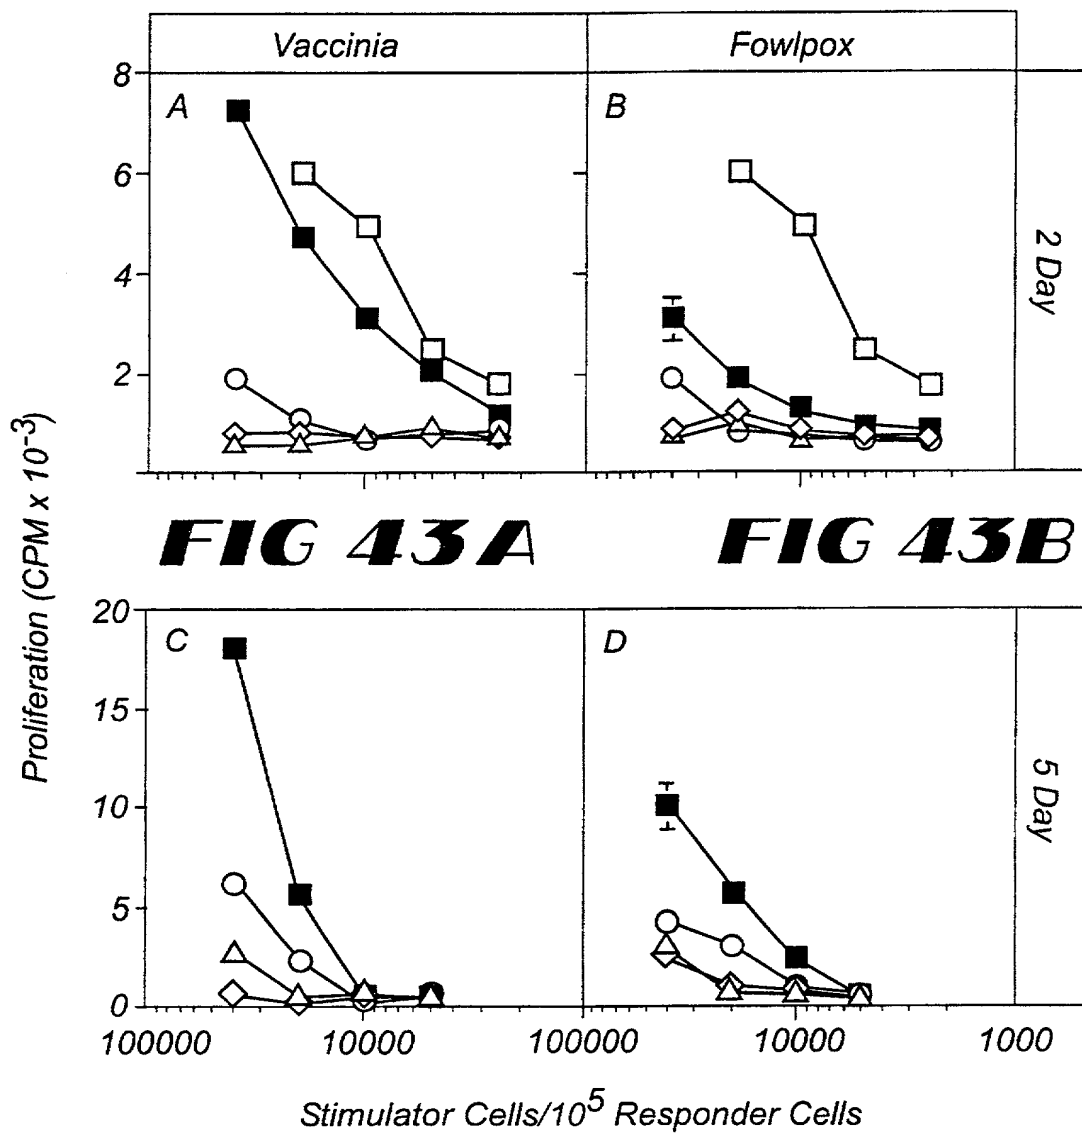 Vaccinia Fowlpox
8
A B
6
4
2
2 Day
FIG 43A FIG 43B
Proliferation (CPM x 10⁻³)
20
C D
15
10
5
0
5 Day
100000 10000 100000 10000 1000
Stimulator Cells/10⁵ Responder Cells